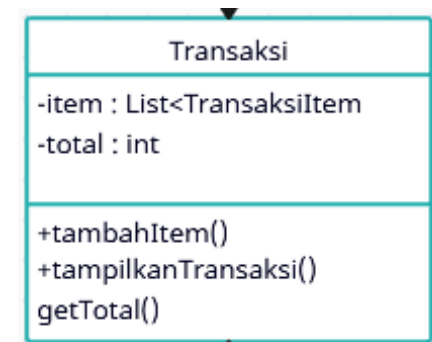 Transaksi
-item : List<TransaksiItem
-total : int
+tambahItem()
+tampilkanTransaksi()
getTotal()